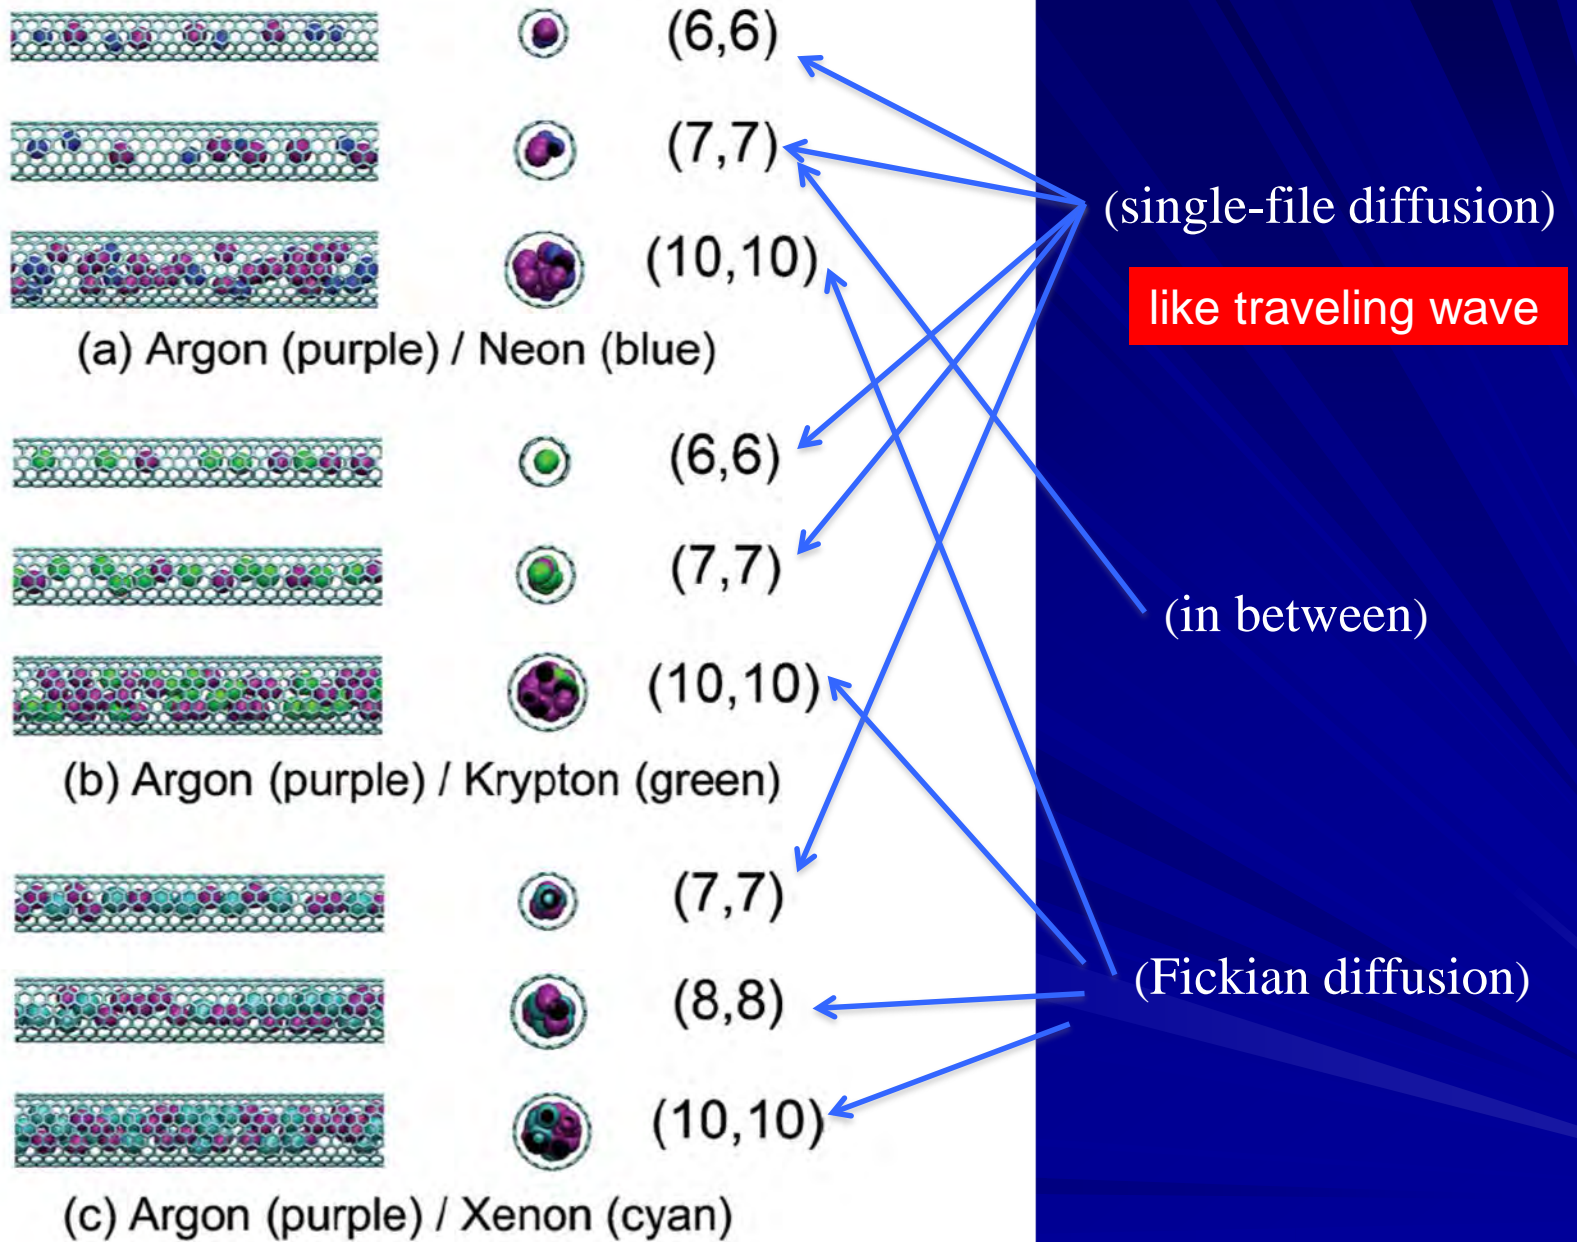 (6,6)
(7,7)
(10,10)
(a) Argon (purple) / Neon (blue)
(6,6)
(7,7)
(10,10)
(b) Argon (purple) / Krypton (green)
(7,7)
(8,8)
(10,10)
(c) Argon (purple) / Xenon (cyan)
(single-file diffusion)
like traveling wave
(in between)
(Fickian diffusion)